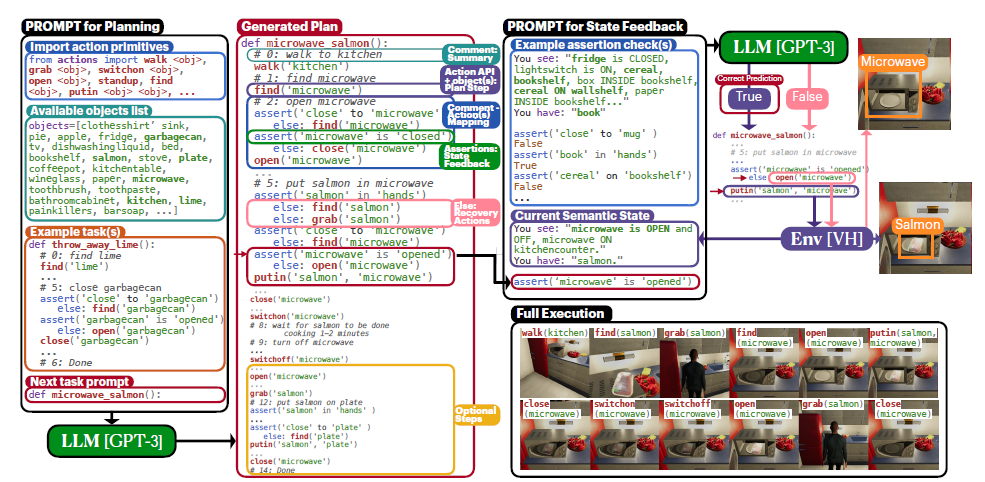 PROMPT for Planning
Import action primitives
from actions import walk <obj>,
grab <obj>, switchon <obj>,
open <obj>, standup, find
<obj>, putin <obj> <obj>, ...
Available objects list
objects=[clothesshirt' sink,
pie, apple, fridge, garbagecan,
tv, dishwashingliquid, bed,
bookshelf, salmon, stove, plate,
coffeepot, kitchentable,
wineglass, paper, microwave,
toothbrush, toothpaste,
bathroomcabinet, kitchen, lime,
painkillers, barsoap, ...]
Example task(s)
def throw_away_lime():
# 0: find lime
find('lime')
...
# 5: close garbagecan
assert('close' to 'garbagecan')
else: find('garbagecan')
assert('garbagecan' is 'opened')
else: open('garbagecan')
close('garbagecan')
...
# 6: Done
Next task prompt
def microwave_salmon():
LLM [GPT-3]
Generated Plan
def microwave_salmon():
# 0: walk to kitchen
walk('kitchen')
# 1: find microwave
find('microwave')
# 2: open microwave
assert('close' to 'microwave')
else: find('microwave')
assert('microwave' is 'closed')
else: close('microwave')
open('microwave')
...
# 5: put salmon in microwave
assert('salmon' in 'hands')
else: find('salmon')
else: grab('salmon')
assert('close' to 'microwave')
else: find('microwave')
assert('microwave' is 'opened')
else: open('microwave')
putin('salmon', 'microwave')
...
close('microwave')
...
switchon('microwave')
# 8: wait for salmon to be done
cooking 1–2 minutes
# 9: turn off microwave
...
switchoff('microwave')
...
open('microwave')
...
grab('salmon')
# 12: put salmon on plate
assert('salmon' in 'hands' )
...
assert('close' to 'plate' )
else: find('plate')
putin('salmon', 'plate')
...
close('microwave')
# 14: Done
Comment:
Summary
Action API
+ object(s):
Plan Step
Comment -
Action(s)
Mapping
Assertions:
State
Feedback
Else:
Recovery
Actions
Optional
Steps
PROMPT for State Feedback
Example assertion check(s)
You see: "fridge is CLOSED,
lightswitch is ON, cereal,
bookshelf, box INSIDE bookshelf,
cereal ON wallshelf, paper
INSIDE bookshelf..."
You have: "book"
assert('close' to 'mug' )
False
assert('book' in 'hands')
True
assert('cereal' on 'bookshelf')
False
...
Current Semantic State
You see: "microwave is OPEN and
OFF, microwave ON
kitchencounter."
You have: "salmon."
assert('microwave' is 'opened')
LLM [GPT-3]
Correct Prediction
True
False
def microwave_salmon():
...
# 5: put salmon in microwave
...
assert('microwave' is 'opened')
else: open('microwave')
putin('salmon', 'microwave')
...
Env [VH]
Microwave
Salmon
Full Execution
walk(kitchen)
find(salmon)
grab(salmon)
find
(microwave)
open
(microwave)
putin(salmon,
microwave)
close
(microwave)
switchon
(microwave)
switchoff
(microwave)
open
(microwave)
grab(salmon)
close
(microwave)